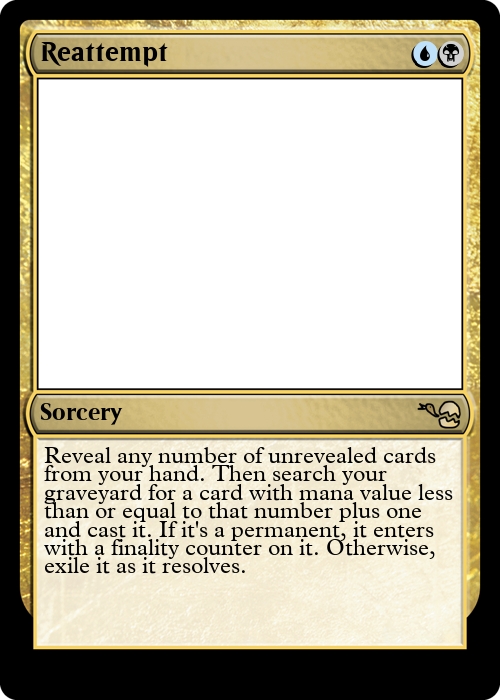 Reattempt
Sorcery
Reveal any number of unrevealed cards
from your hand. Then search your
graveyard for a card with mana value less
than or equal to that number plus one
and cast it. If it's a permanent, it enters
with a finality counter on it. Otherwise,
exile it as it resolves.